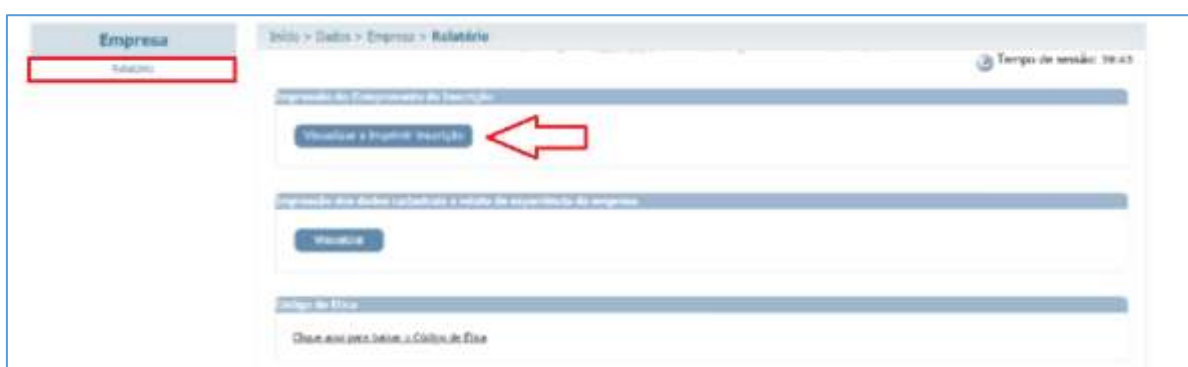 Empresa
Relatório
Início > Dados > Empresa > Relatório
Tempo de sessão:
Impressão do Comprovante de Inscrição
Visualizar e Imprimir Inscrição
Impressão dos dados cadastrais e relato de experiência da empresa
Visualizar
Código de Ética
Clique aqui para baixar o Código de Ética